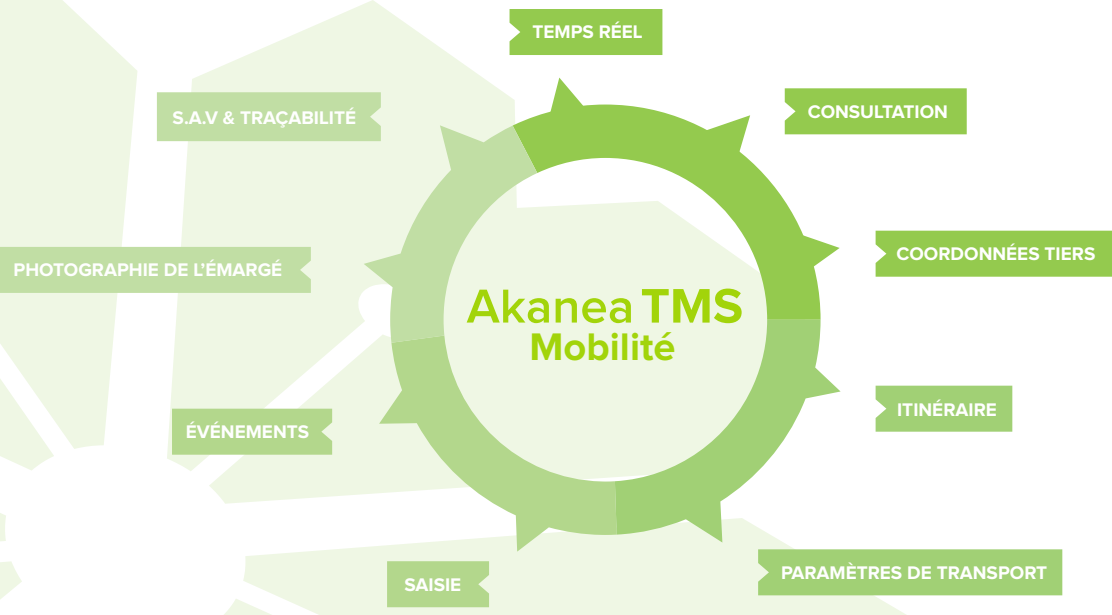 TEMPS RÉEL
S.A.V & TRAÇABILITÉ
CONSULTATION
PHOTOGRAPHIE DE L'ÉMARGÉ
COORDONNÉES TIERS
Akanea TMS
Mobilité
ÉVÉNEMENTS
ITINÉRAIRE
SAISIE
PARAMÈTRES DE TRANSPORT